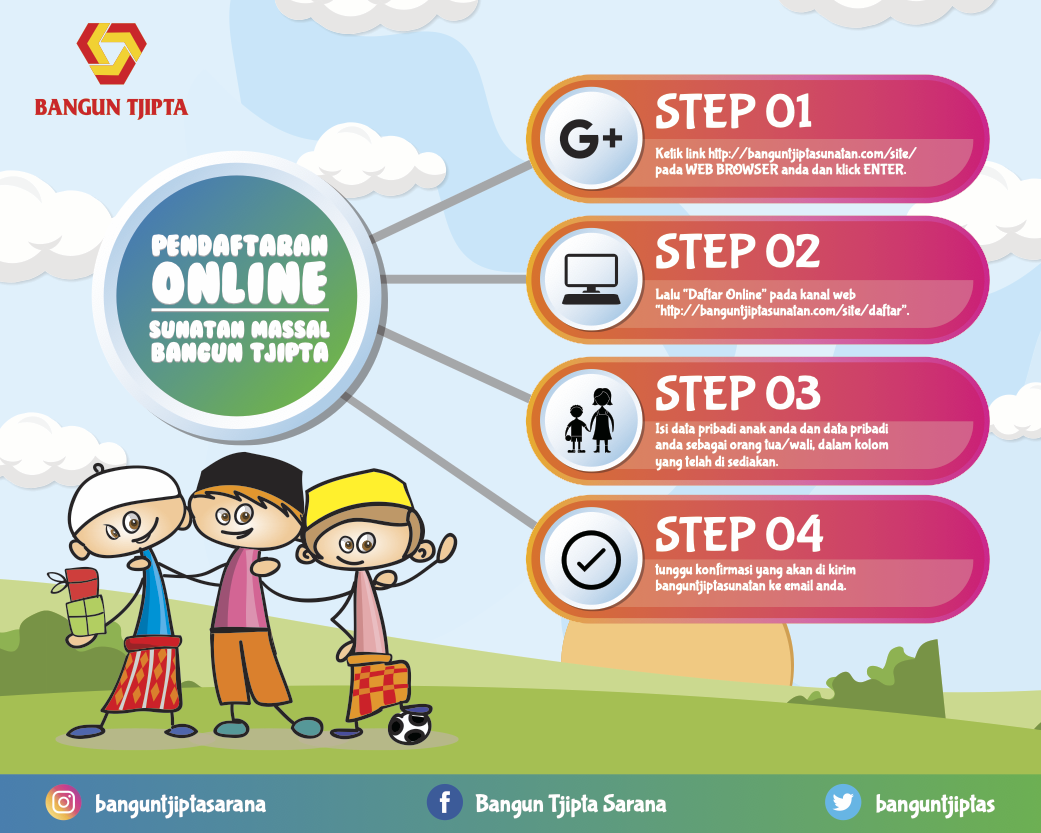 BANGUN TJIPTA
PENDAFTARAN
ONLINE
SUNATAN MASSAL
BANGUN TJIPTA
G+
STEP 01
Ketik link http://banguntjiptasunatan.com/site/
pada WEB BROWSER anda dan klick ENTER.
STEP 02
Lalu "Daftar Online" pada kanal web
"http://banguntjiptasunatan.com/site/daftar".
STEP 03
Isi data pribadi anak anda dan data pribadi
anda sebagai orang tua/wali, dalam kolom
yang telah di sediakan.
STEP 04
tunggu konfirmasi yang akan di kirim
banguntjiptasunatan ke email anda.
banguntjiptasarana
Bangun Tjipta Sarana
banguntjiptas